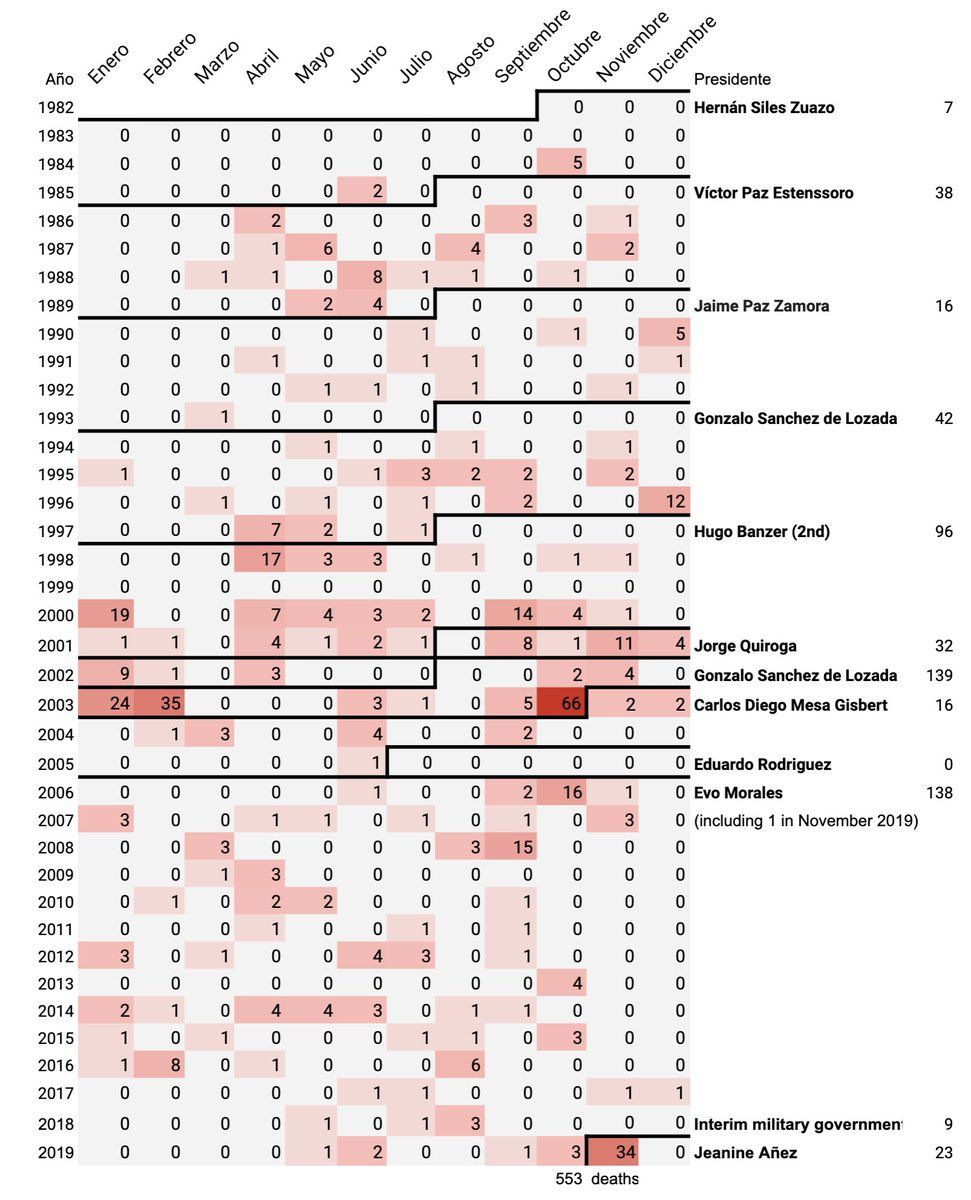 Año Enero Febrero Marzo Abril Mayo Junio Julio Agosto Septiembre Octubre Noviembre Diciembre Presidente
1982 0 0 0 Hernán Siles Zuazo 7
1983 0 0 0 0 0 0 0 0 0 0 0 0
1984 0 0 0 0 0 0 0 0 0 5 0 0
1985 0 0 0 0 0 2 0 0 0 0 0 0 Víctor Paz Estenssoro 38
1986 0 0 0 2 0 0 0 0 3 0 1 0
1987 0 0 0 1 6 0 0 4 0 0 2 0
1988 0 0 1 1 0 8 1 1 0 1 0 0
1989 0 0 0 0 2 4 0 0 0 0 0 0 Jaime Paz Zamora 16
1990 0 0 0 0 0 0 1 0 0 1 0 5
1991 0 0 0 1 0 0 1 1 0 0 0 1
1992 0 0 0 0 1 1 0 1 0 0 1 0
1993 0 0 1 0 0 0 0 0 0 0 0 0 Gonzalo Sanchez de Lozada 42
1994 0 0 0 0 1 0 0 1 0 0 1 0
1995 1 0 0 0 0 1 3 2 2 0 2 0
1996 0 0 1 0 1 0 1 0 2 0 0 12
1997 0 0 0 7 2 0 1 0 0 0 0 0 Hugo Banzer (2nd) 96
1998 0 0 0 17 3 3 0 1 0 1 1 0
1999 0 0 0 0 0 0 0 0 0 0 0 0
2000 19 0 0 7 4 3 2 0 14 4 1 0
2001 1 1 0 4 1 2 1 0 8 1 11 4 Jorge Quiroga 32
2002 9 1 0 3 0 0 0 0 0 2 4 0 Gonzalo Sanchez de Lozada 139
2003 24 35 0 0 0 3 1 0 5 66 2 2 Carlos Diego Mesa Gisbert 16
2004 0 1 3 0 0 4 0 0 2 0 0 0
2005 0 0 0 0 0 1 0 0 0 0 0 0 Eduardo Rodriguez 0
2006 0 0 0 0 0 1 0 0 2 16 1 0 Evo Morales 138
2007 3 0 0 1 1 0 1 0 1 0 3 0 (including 1 in November 2019)
2008 0 0 3 0 0 0 0 3 15 0 0 0
2009 0 0 1 3 0 0 0 0 0 0 0 0
2010 0 1 0 2 2 0 0 0 1 0 0 0
2011 0 0 0 1 0 0 1 0 1 0 0 0
2012 3 0 1 0 0 4 3 0 1 0 0 0
2013 0 0 0 0 0 0 0 0 0 4 0 0
2014 2 1 0 4 4 3 0 1 1 0 0 0
2015 1 0 1 0 0 0 1 1 0 3 0 0
2016 1 8 0 1 0 0 0 6 0 0 0 0
2017 0 0 0 0 0 1 1 0 0 0 1 1
2018 0 0 0 0 1 0 1 3 0 0 0 0 Interim military government 9
2019 0 0 0 0 1 2 0 0 1 3 34 0 Jeanine Añez 23
553 deaths